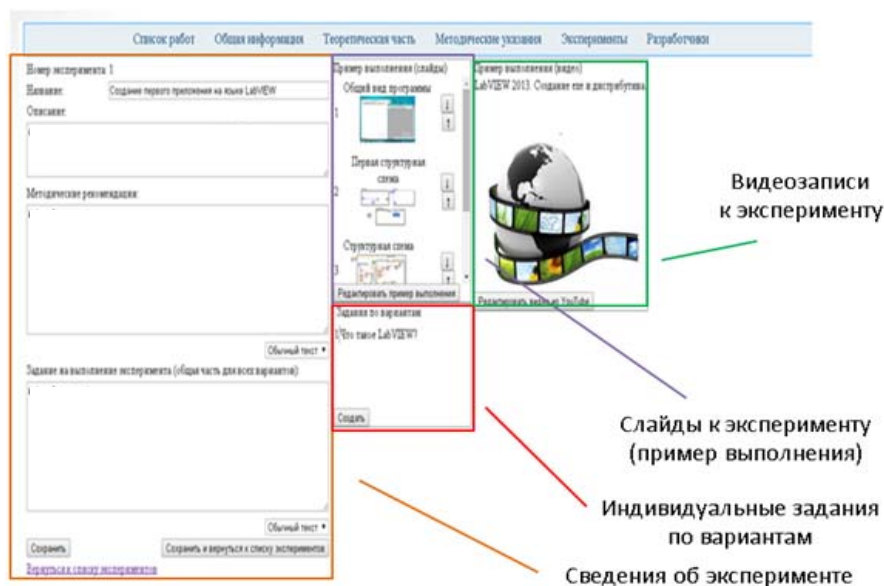 Список работ Общая информация Теоретическая часть Методические указания Эксперименты Разработчики
Номер эксперимента 1
Название: Создание первого приложения на языке LabVIEW
Описание:
Методические рекомендации:
Обычный текст
Задание на выполнение эксперимента (общая часть для всех вариантов):
Обычный текст
Сохранить Сохранить и вернуться к списку экспериментов
Вернуться к списку экспериментов
Пример выполнения (слайды)
Общий вид программы
1
Первая структурная
схема
2
Структурная схема
3
Редактировать пример выполнения
Задания по вариантам
1 Что такое LabVIEW?
Создать
Пример выполнения (видео)
LabVIEW 2013. Создание exe и дистрибутива.
Редактировать видео из YouTube
Видеозаписи
к эксперименту
Слайды к эксперименту
(пример выполнения)
Индивидуальные задания
по вариантам
Сведения об эксперименте